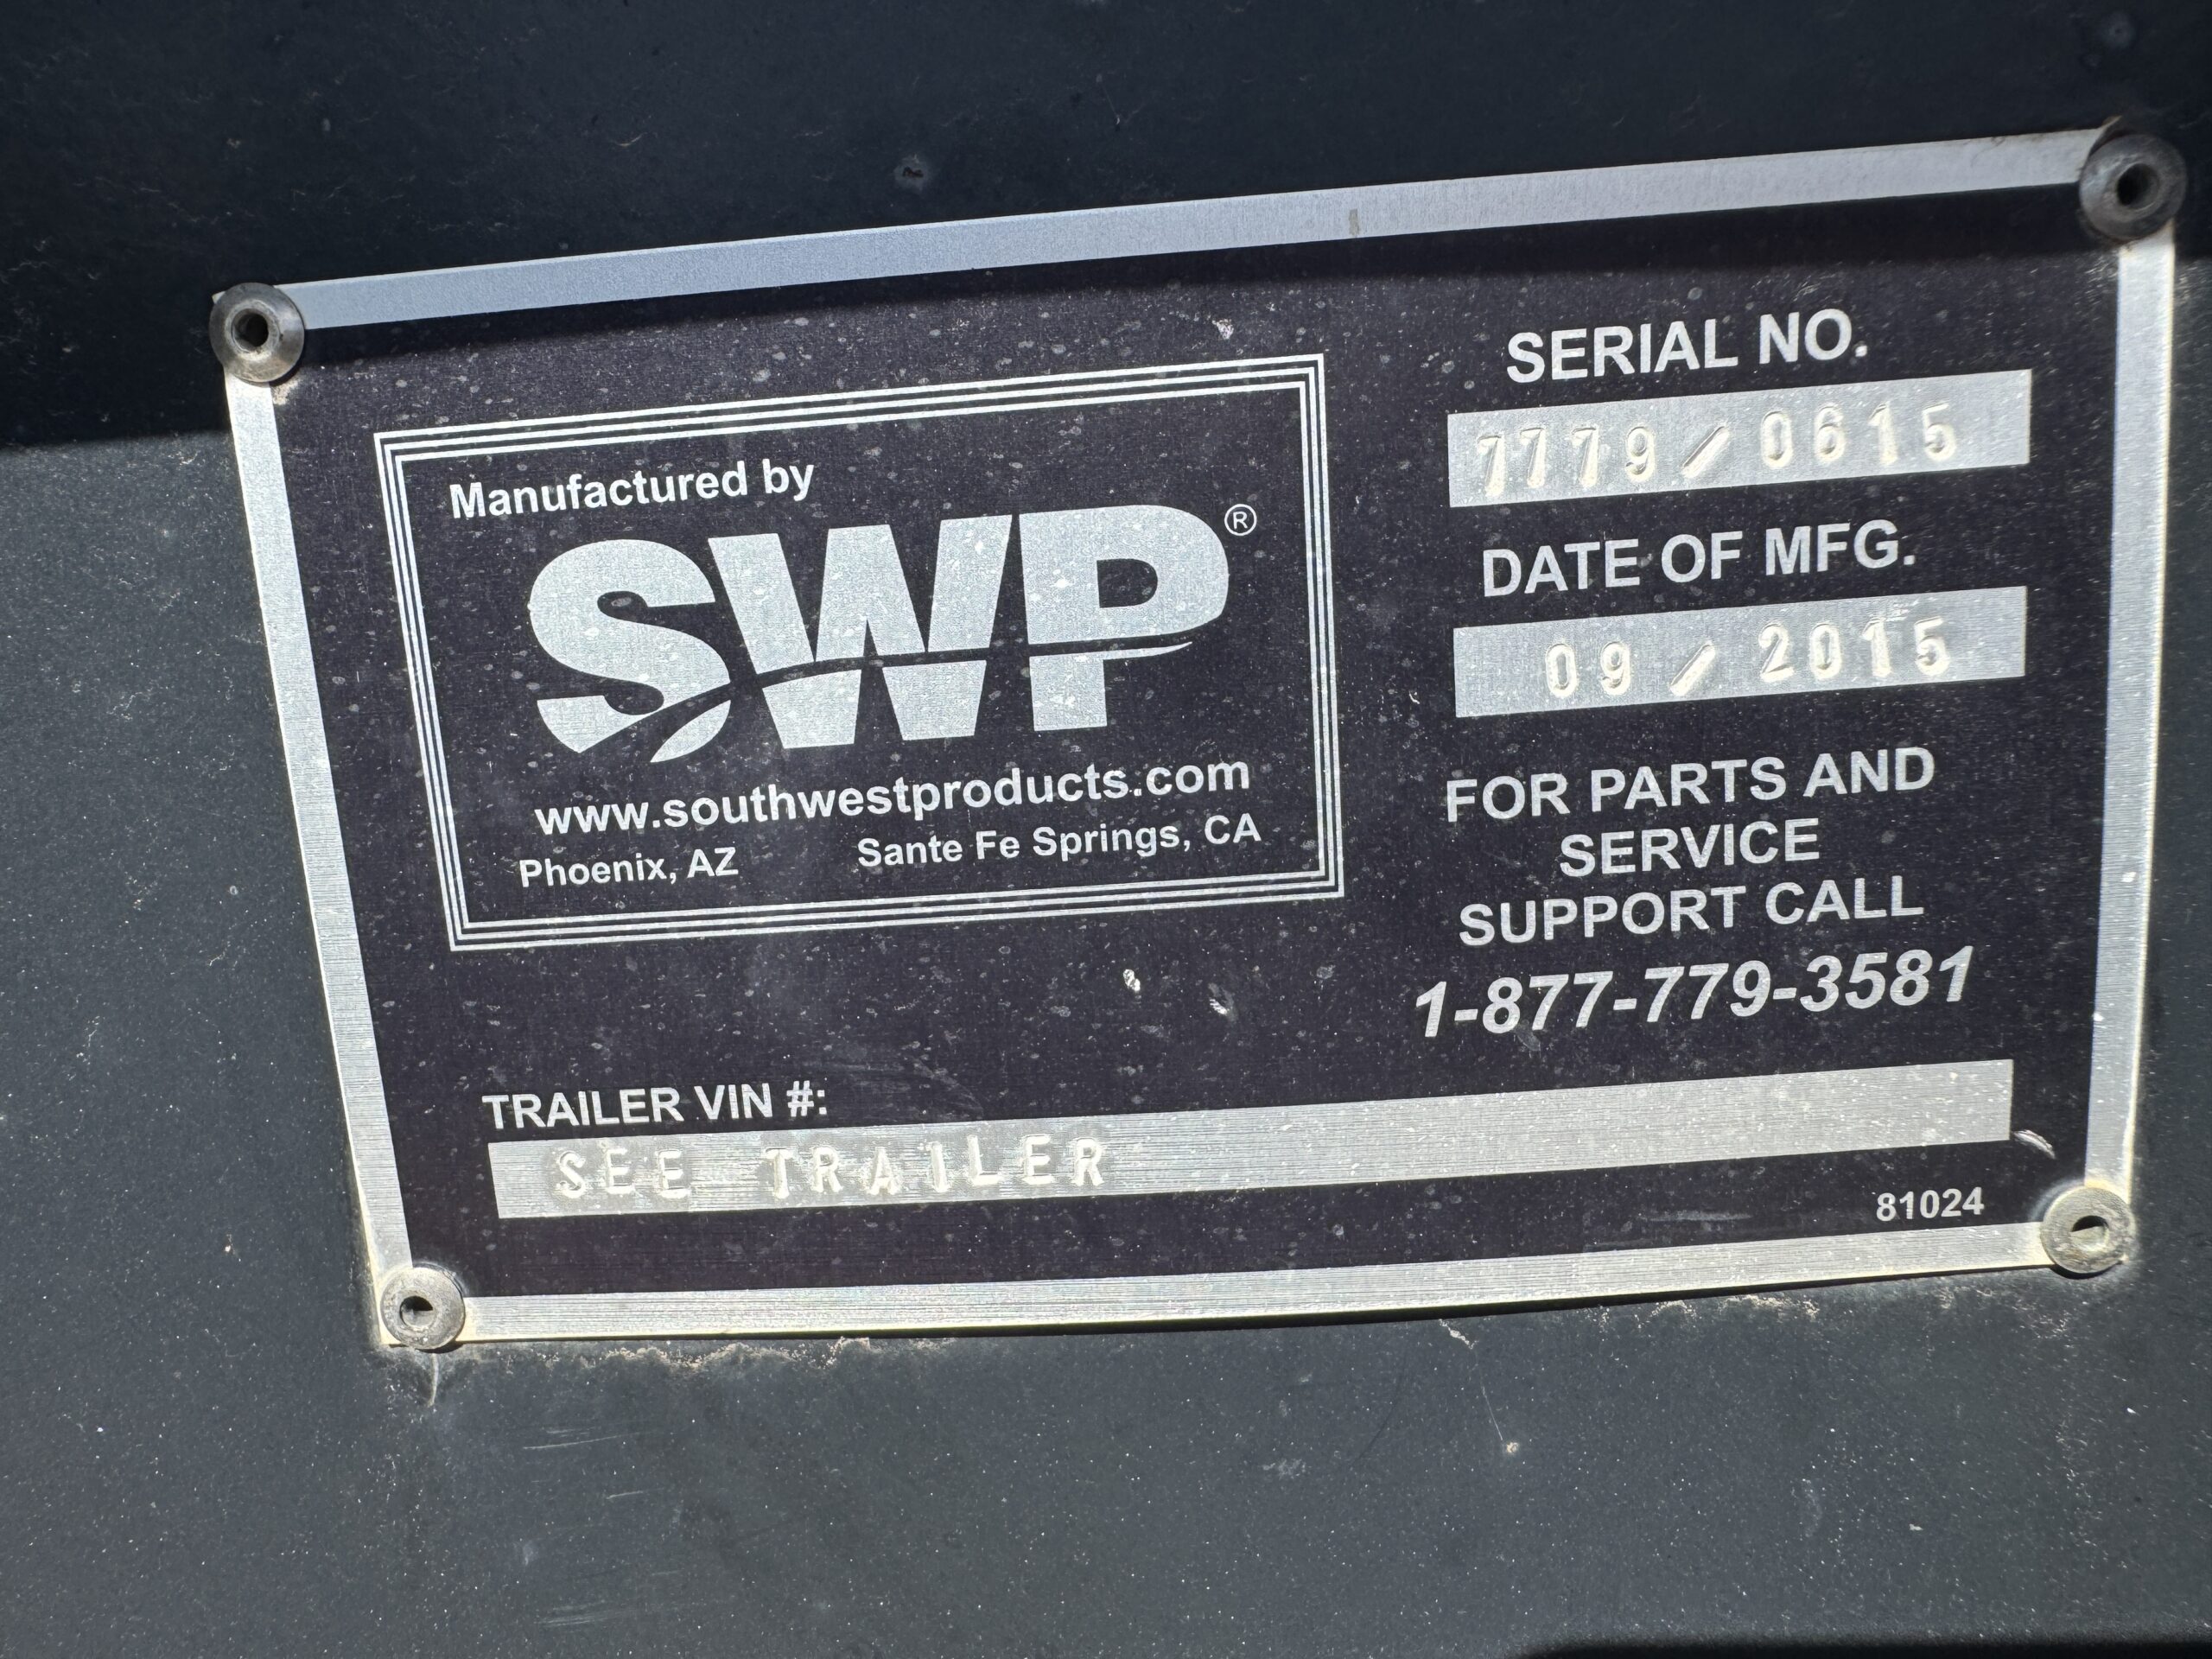 Manufactured by
SWP®
www.southwestproducts.com
Phoenix, AZ Sante Fe Springs, CA
SERIAL NO.
7779/0615
DATE OF MFG.
09/2015
FOR PARTS AND
SERVICE
SUPPORT CALL
1-877-779-3581
TRAILER VIN #:
SEE TRAILER
81024